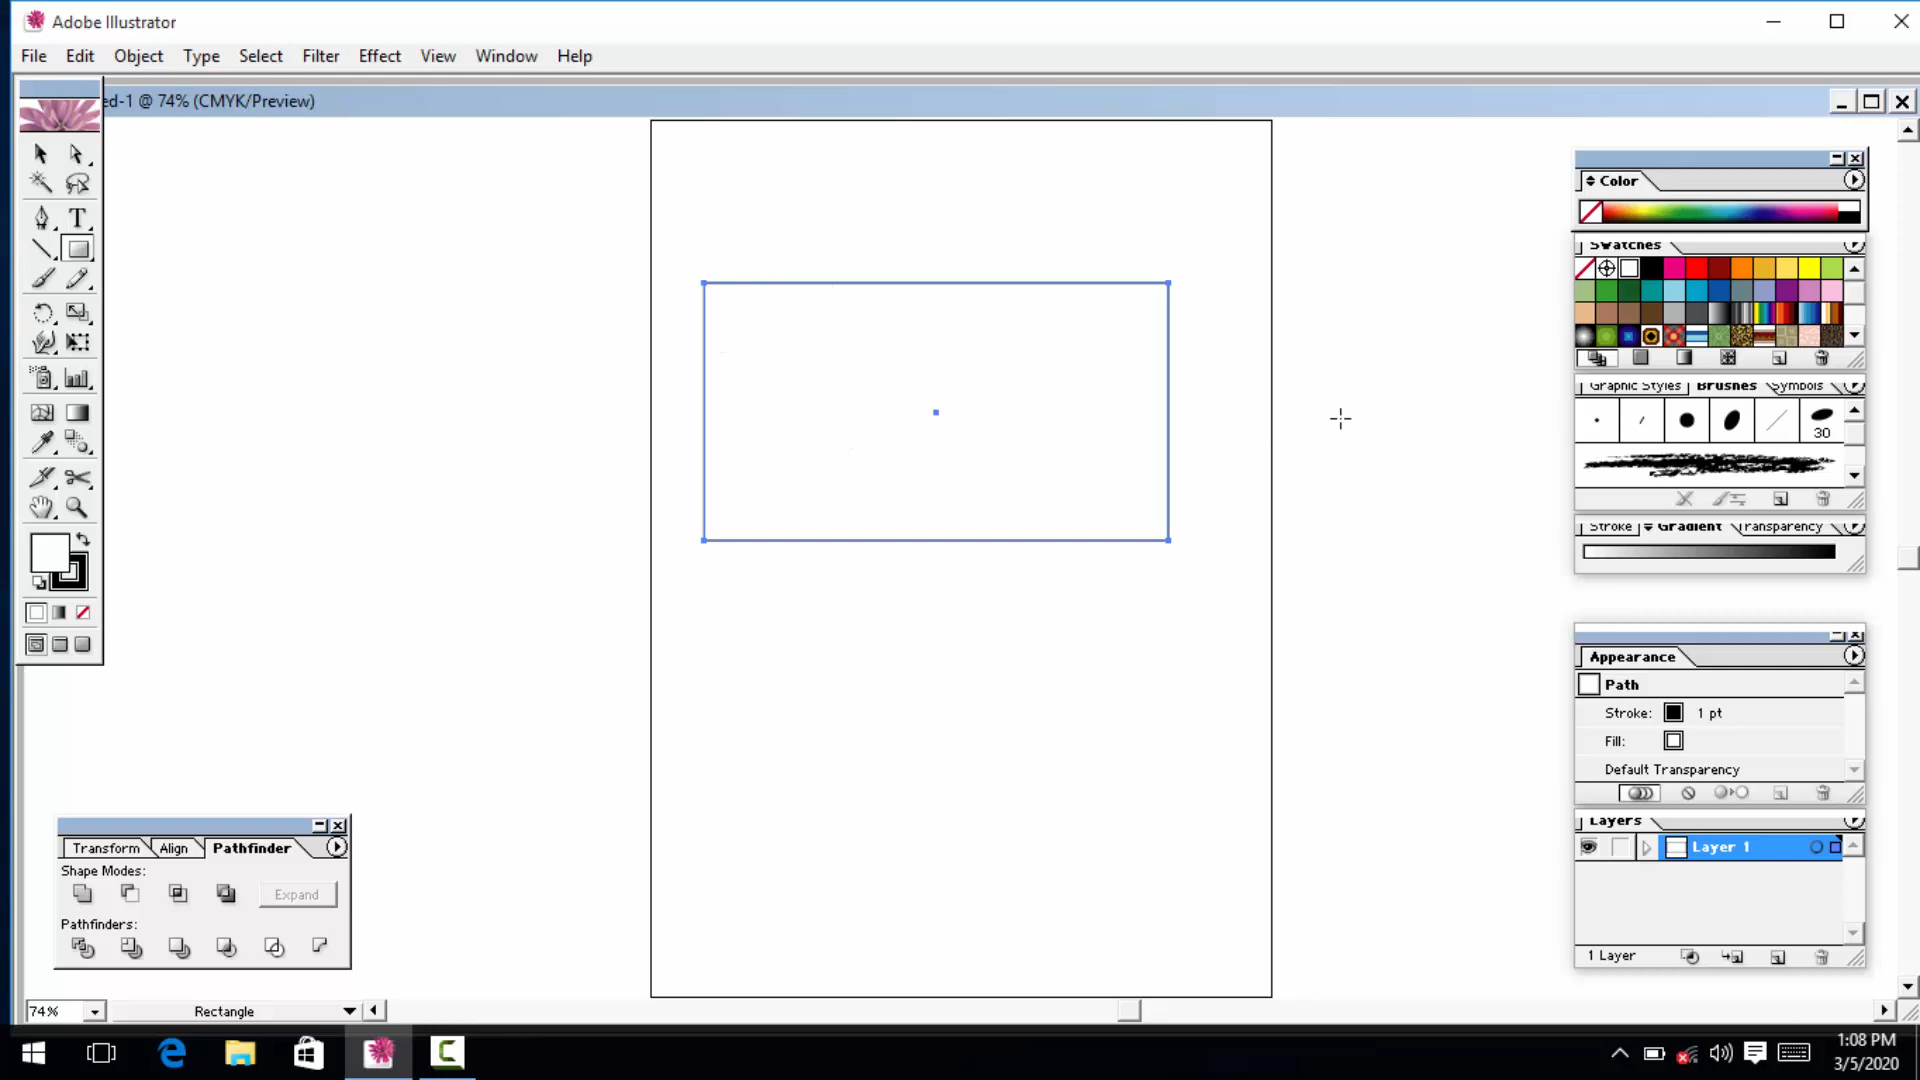 Adobe Illustrator
File Edit Object Type Select Filter Effect View Window Help
ed-1 @ 74% (CMYK/Preview)
Color
Swatches
Graphic Styles Brushes Symbols
30
Stroke Gradient Transparency
Appearance
Path
Stroke: 1 pt
Fill:
Default Transparency
Layers
Layer 1
1 Layer
Transform Align Pathfinder
Shape Modes:
Expand
Pathfinders:
74% Rectangle
1:08 PM
3/5/2020